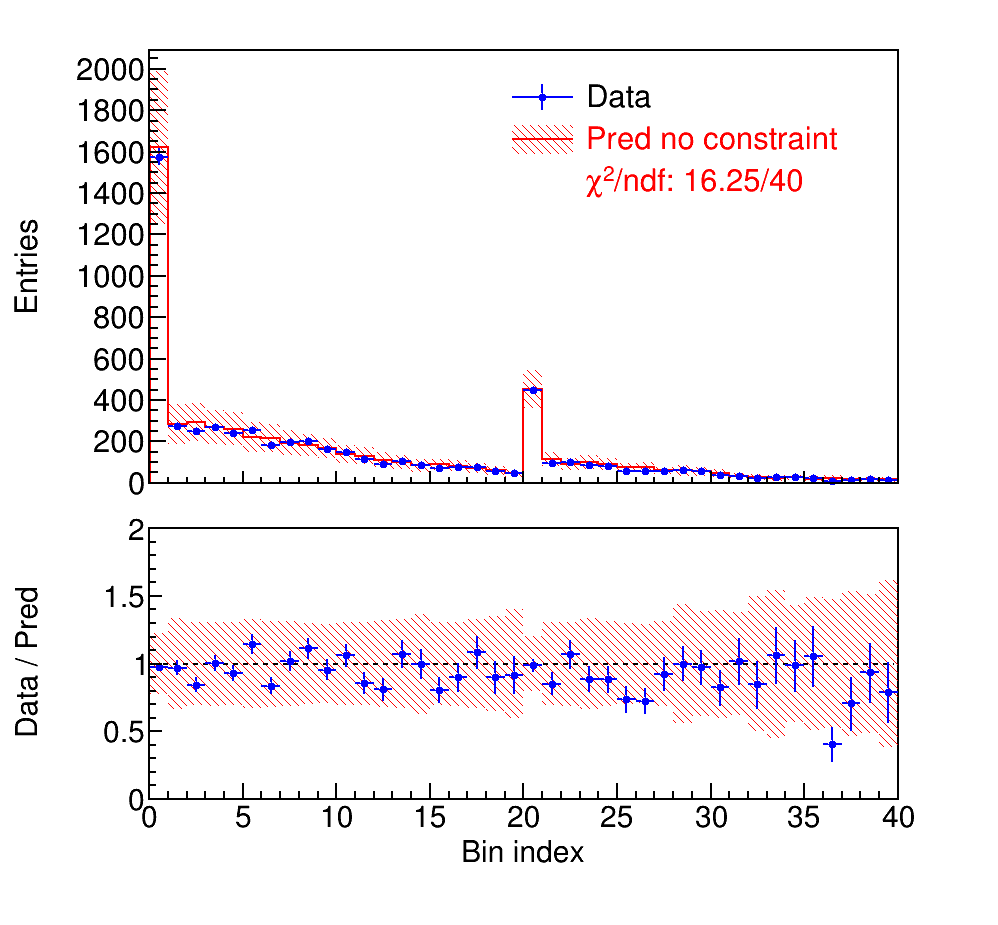 2000
1800
1600
1400
1200
1000
800
600
400
200
0
Entries
Data
Pred no constraint
χ²/ndf: 16.25/40
2
1.5
1
0.5
0
Data / Pred
0 5 10 15 20 25 30 35 40
Bin index